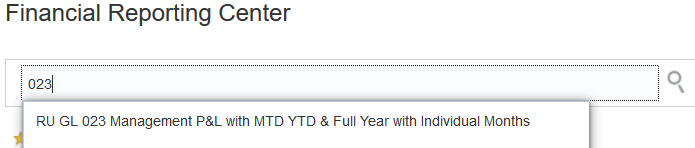 Financial Reporting Center
023
RU GL 023 Management P&L with MTD YTD & Full Year with Individual Months